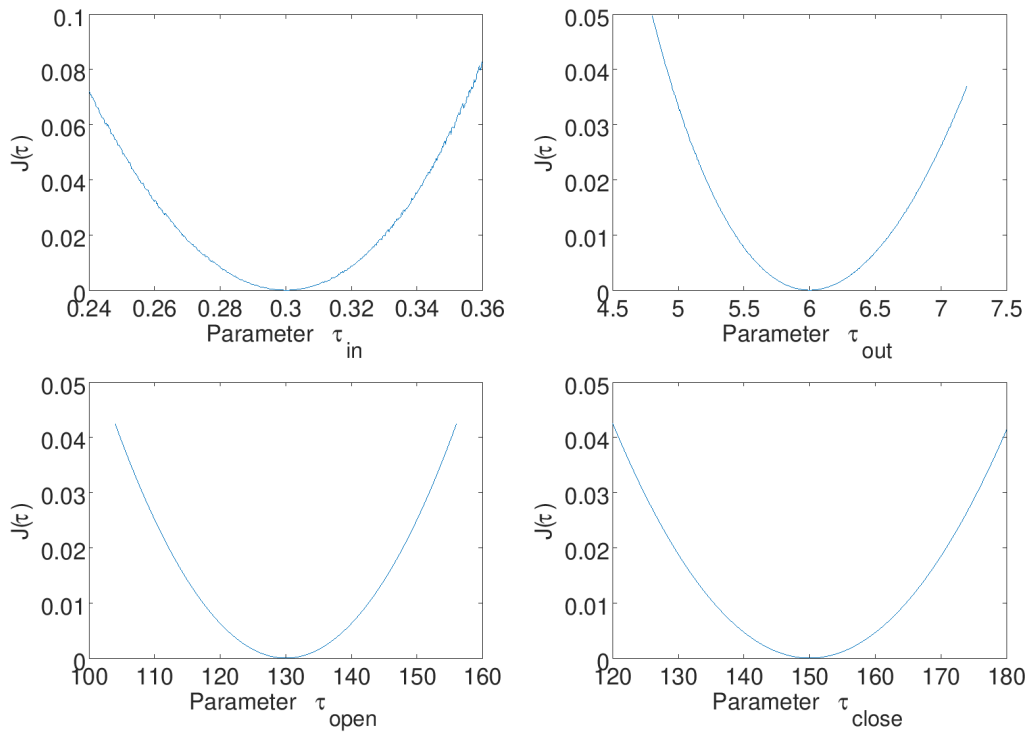 0.1
0.08
0.06
0.04
0.02
0
J(τ)
0.24 0.26 0.28 0.3 0.32 0.34 0.36
Parameter τ in
0.05
0.04
0.03
0.02
0.01
0
J(τ)
4.5 5 5.5 6 6.5 7 7.5
Parameter τ out
0.05
0.04
0.03
0.02
0.01
0
J(τ)
100 110 120 130 140 150 160
Parameter τ open
0.05
0.04
0.03
0.02
0.01
0
J(τ)
120 130 140 150 160 170 180
Parameter τ close